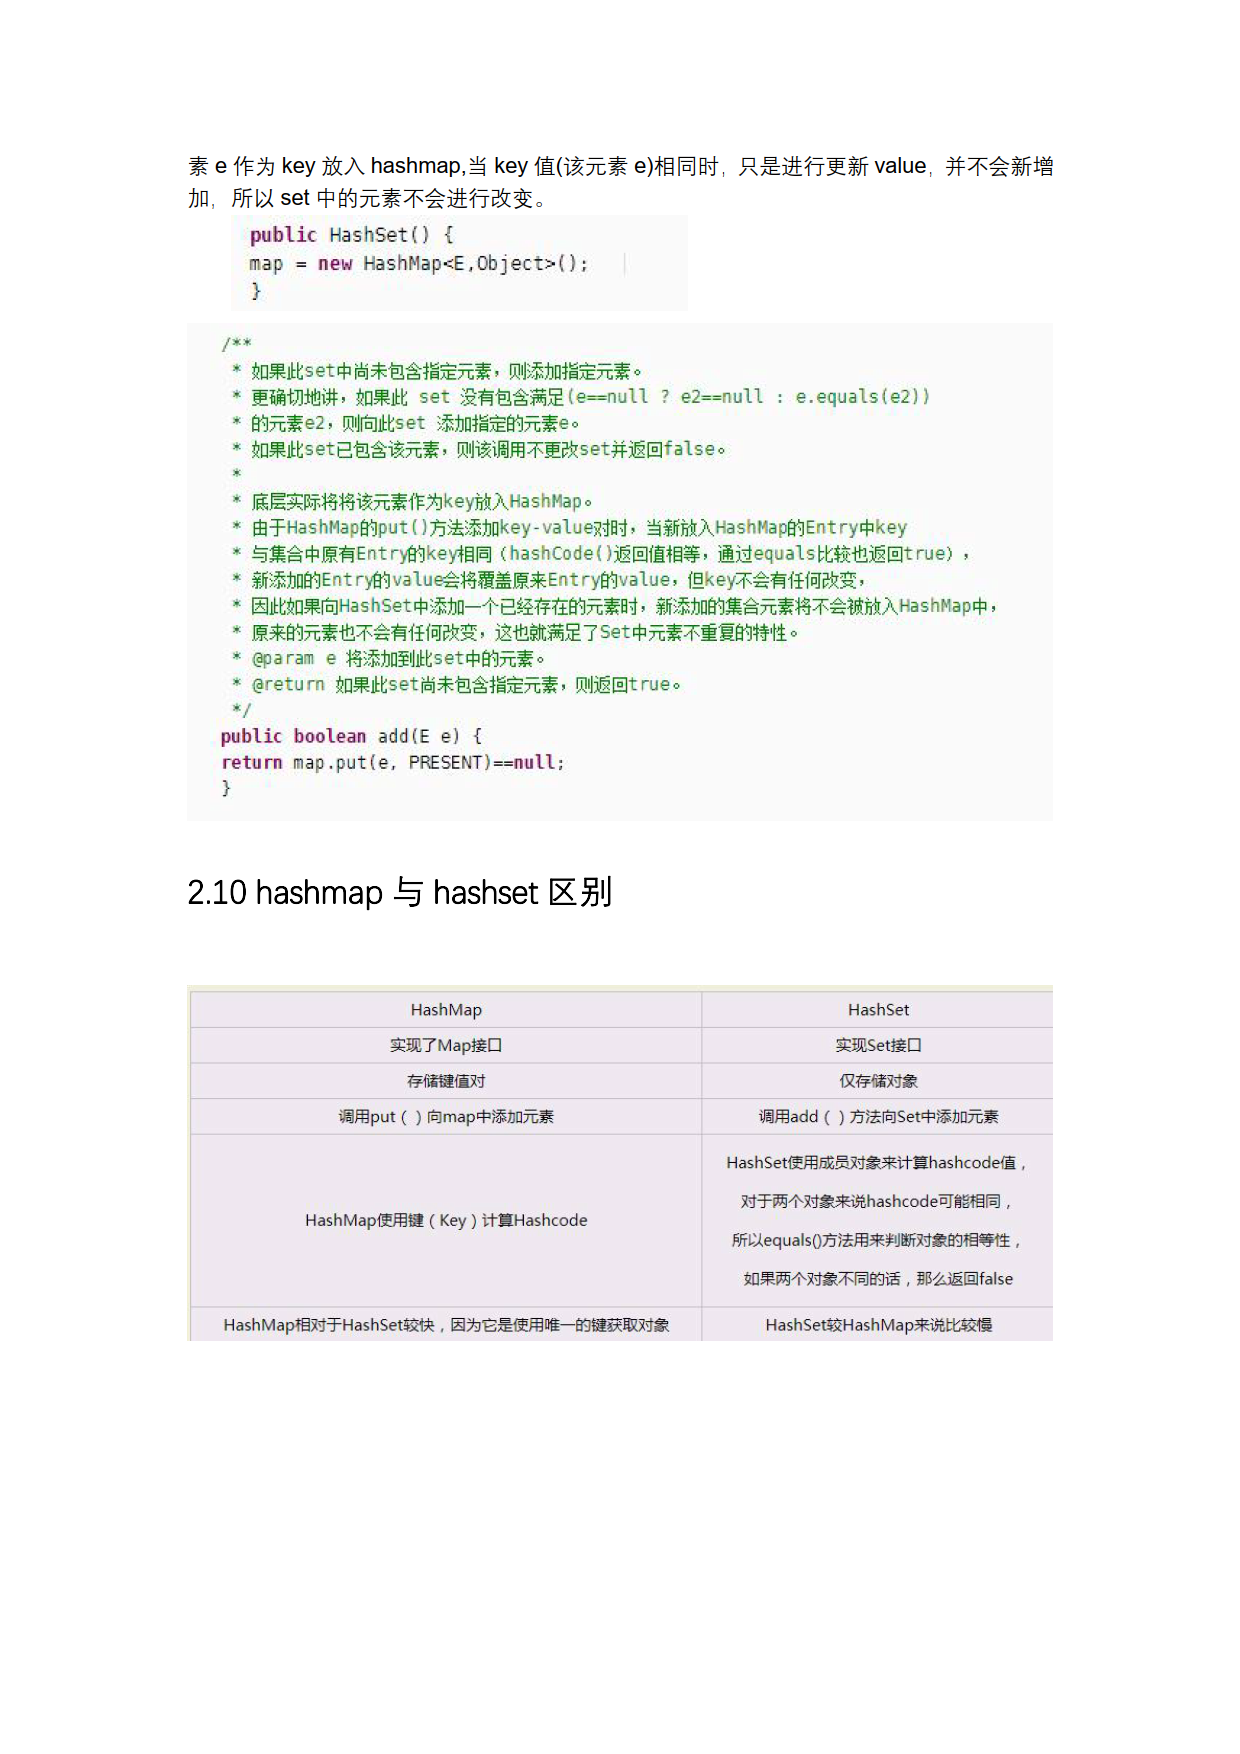 素 e 作为 key 放入 hashmap,当 key 值(该元素 e)相同时，只是进行更新 value，并不会新增
加，所以 set 中的元素不会进行改变。
public HashSet() {
map = new HashMap<E,Object>();
}
/**
* 如果此set中尚未包含指定元素，则添加指定元素。
* 更确切地讲，如果此 set 没有包含满足(e==null ? e2==null : e.equals(e2))
* 的元素e2，则向此set 添加指定的元素e。
* 如果此set已包含该元素，则该调用不更改set并返回false。
*
* 底层实际将将该元素作为key放入HashMap。
* 由于HashMap的put()方法添加key-value对时，当新放入HashMap的Entry中key
* 与集合中原有Entry的key相同（hashCode()返回值相等，通过equals比较也返回true），
* 新添加的Entry的value会将覆盖原来Entry的value，但key不会有任何改变，
* 因此如果向HashSet中添加一个已经存在的元素时，新添加的集合元素将不会被放入HashMap中，
* 原来的元素也不会有任何改变，这也就满足了Set中元素不重复的特性。
* @param e 将添加到此set中的元素。
* @return 如果此set尚未包含指定元素，则返回true。
*/
public boolean add(E e) {
return map.put(e, PRESENT)==null;
}
2.10 hashmap 与 hashset 区别
HashMap HashSet
实现了Map接口 实现Set接口
存储键值对 仅存储对象
调用put（）向map中添加元素 调用add（）方法向Set中添加元素
HashMap使用键（Key）计算Hashcode
HashSet使用成员对象来计算hashcode值，
对于两个对象来说hashcode可能相同，
所以equals()方法用来判断对象的相等性，
如果两个对象不同的话，那么返回false
HashMap相对于HashSet较快，因为它是使用唯一的键获取对象 HashSet较HashMap来说比较慢